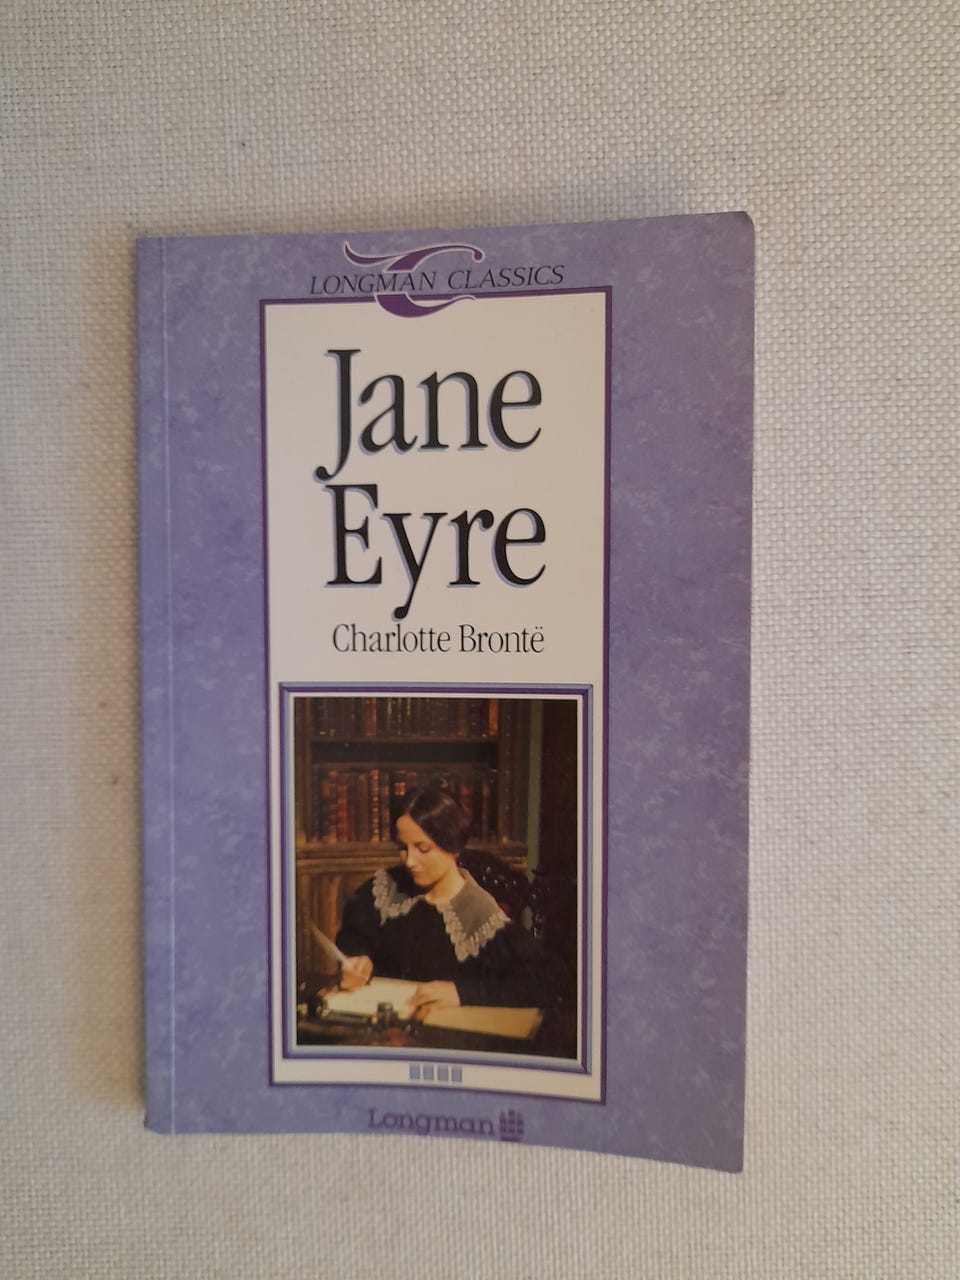 LONGMAN CLASSICS
Jane
Eyre
Charlotte Brontë
Longman